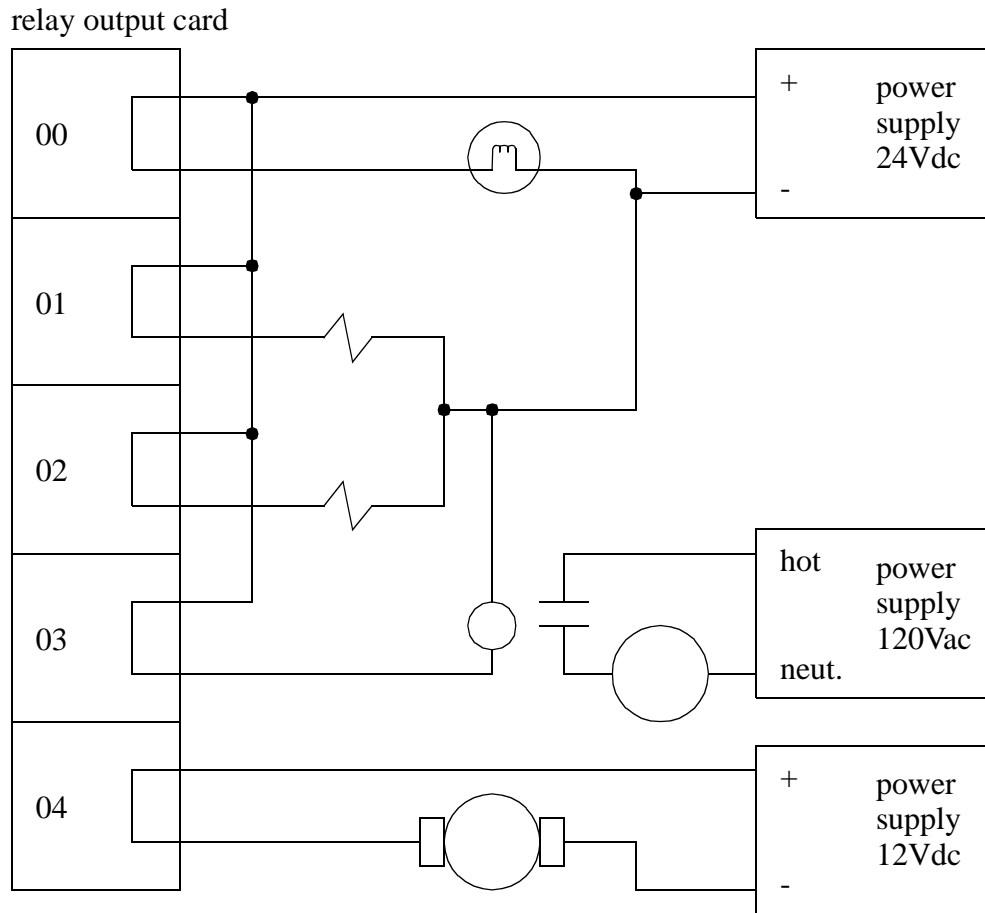 relay output card
00
01
02
03
04
+
-
power
supply
24Vdc
hot
neut.
power
supply
120Vac
+
-
power
supply
12Vdc